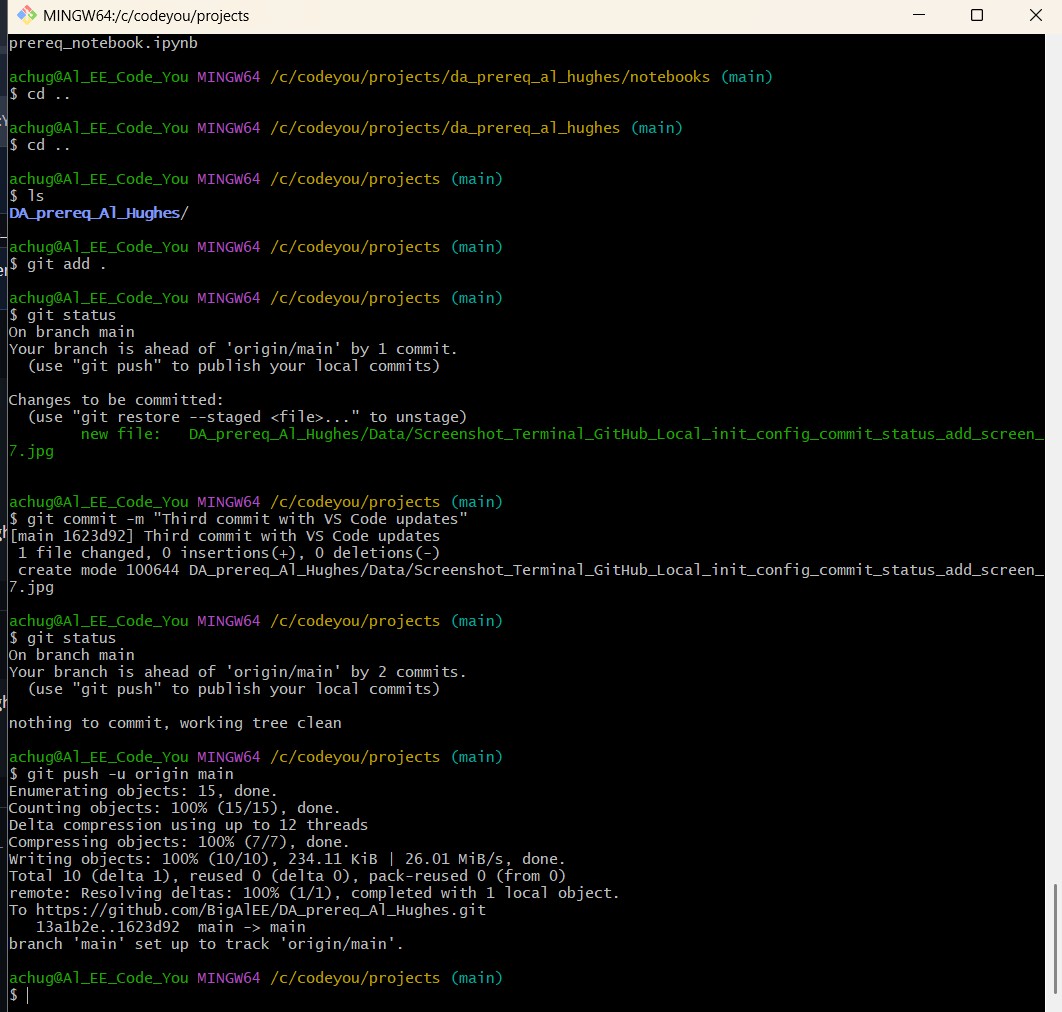 MINGW64:/c/codeyou/projects
prereq_notebook.ipynb
achug@Al_EE_Code_You MINGW64 /c/codeyou/projects/da_prereq_al_hughes/notebooks (main)
$ cd ..
achug@Al_EE_Code_You MINGW64 /c/codeyou/projects/da_prereq_al_hughes (main)
$ cd ..
achug@Al_EE_Code_You MINGW64 /c/codeyou/projects (main)
$ ls
DA_prereq_Al_Hughes/
achug@Al_EE_Code_You MINGW64 /c/codeyou/projects (main)
$ git add .
achug@Al_EE_Code_You MINGW64 /c/codeyou/projects (main)
$ git status
On branch main
Your branch is ahead of 'origin/main' by 1 commit.
  (use "git push" to publish your local commits)
Changes to be committed:
  (use "git restore --staged <file>..." to unstage)
        new file:   DA_prereq_Al_Hughes/Data/Screenshot_Terminal_GitHub_Local_init_config_commit_status_add_screen_
7.jpg
achug@Al_EE_Code_You MINGW64 /c/codeyou/projects (main)
$ git commit -m "Third commit with VS Code updates"
[main 1623d92] Third commit with VS Code updates
 1 file changed, 0 insertions(+), 0 deletions(-)
 create mode 100644 DA_prereq_Al_Hughes/Data/Screenshot_Terminal_GitHub_Local_init_config_commit_status_add_screen_
7.jpg
achug@Al_EE_Code_You MINGW64 /c/codeyou/projects (main)
$ git status
On branch main
Your branch is ahead of 'origin/main' by 2 commits.
  (use "git push" to publish your local commits)
nothing to commit, working tree clean
achug@Al_EE_Code_You MINGW64 /c/codeyou/projects (main)
$ git push -u origin main
Enumerating objects: 15, done.
Counting objects: 100% (15/15), done.
Delta compression using up to 12 threads
Compressing objects: 100% (7/7), done.
Writing objects: 100% (10/10), 234.11 KiB | 26.01 MiB/s, done.
Total 10 (delta 1), reused 0 (delta 0), pack-reused 0 (from 0)
remote: Resolving deltas: 100% (1/1), completed with 1 local object.
To https://github.com/BigAlEE/DA_prereq_Al_Hughes.git
   13a1b2e..1623d92  main -> main
branch 'main' set up to track 'origin/main'.
achug@Al_EE_Code_You MINGW64 /c/codeyou/projects (main)
$